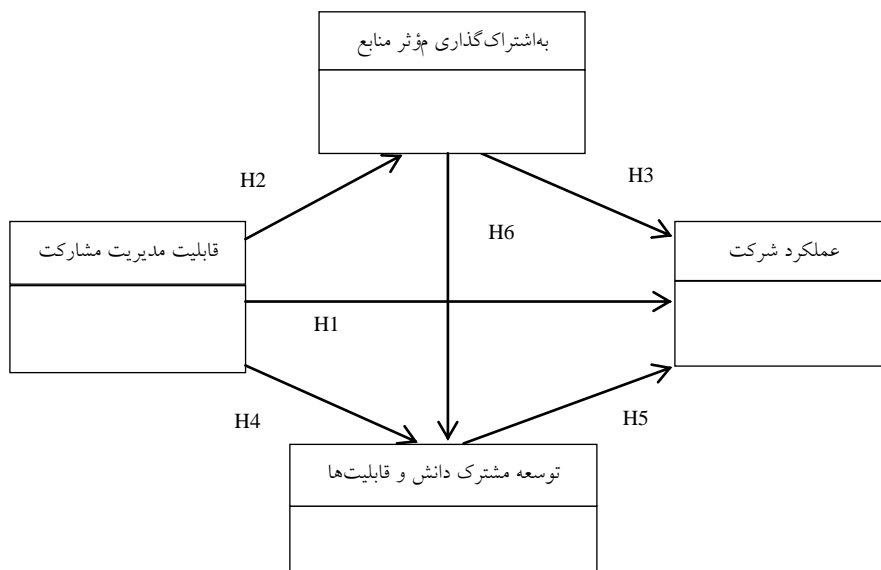 به‌اشتراک‌گذاری مؤثر منابع
H2
H3
H6
قابلیت مدیریت مشارکت
عملکرد شرکت
H1
H4
H5
توسعه مشترک دانش و قابلیت‌ها